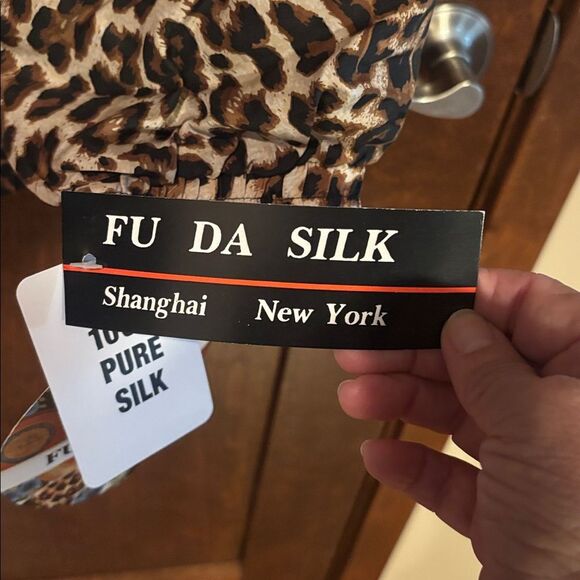 FU DA SILK
Shanghai New York
PURE
SILK